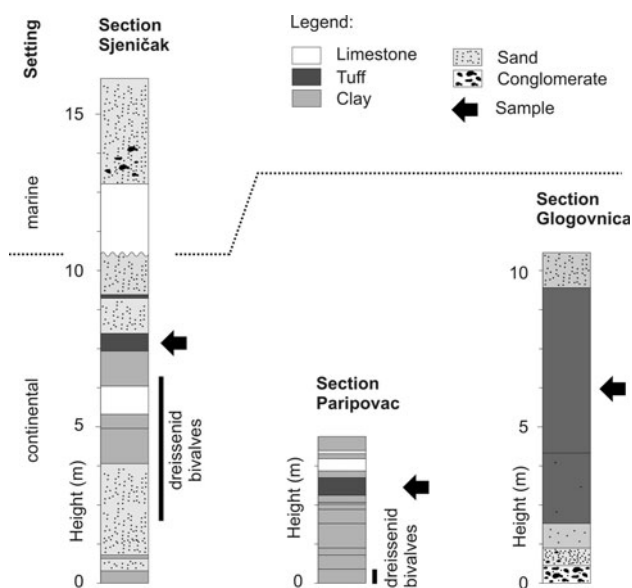 Setting
Section
Sjeničak
Legend:
Limestone
Tuff
Clay
Sand
Conglomerate
Sample
15
marine
10
continental
5
Height (m)
0
dreissenid
bivalves
Section
Paripovac
Height (m)
0
dreissenid
bivalves
Section
Glogovnica
10
5
Height (m)
0